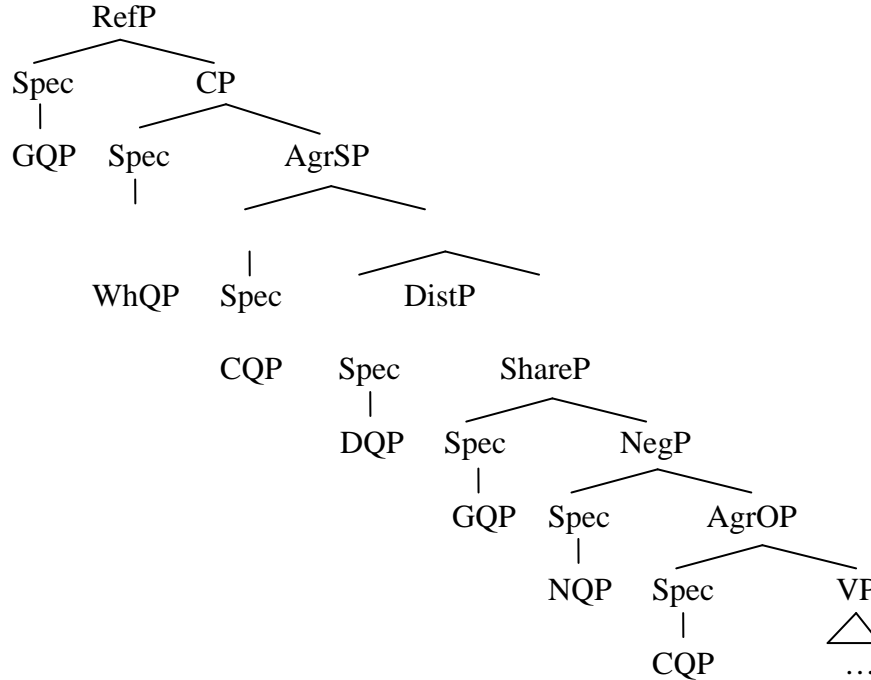 RefP
Spec CP
GQP Spec AgrSP
WhQP Spec DistP
CQP Spec ShareP
DQP Spec NegP
GQP Spec AgrOP
NQP Spec VP
CQP …